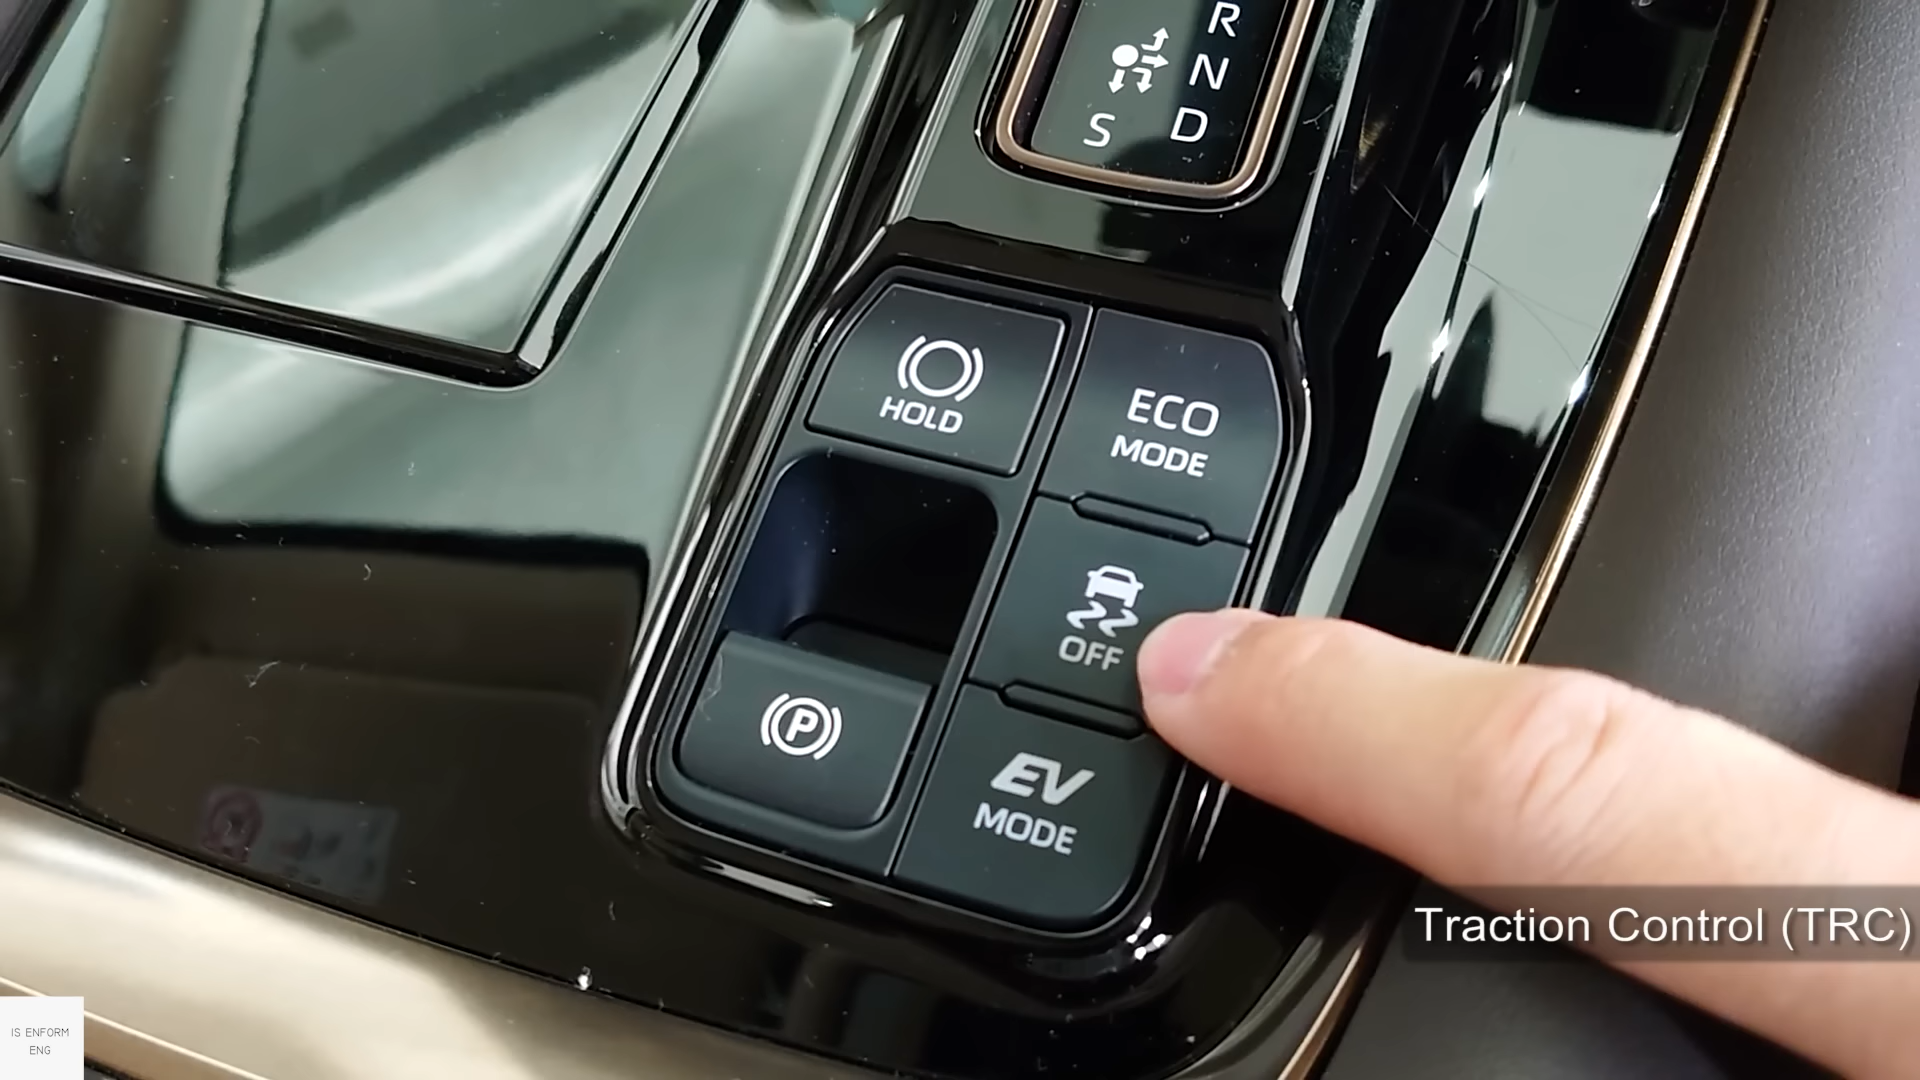 R
N
S D
HOLD
ECO
MODE
OFF
P
EV
MODE
Traction Control (TRC)
IS ENFORM
ENG